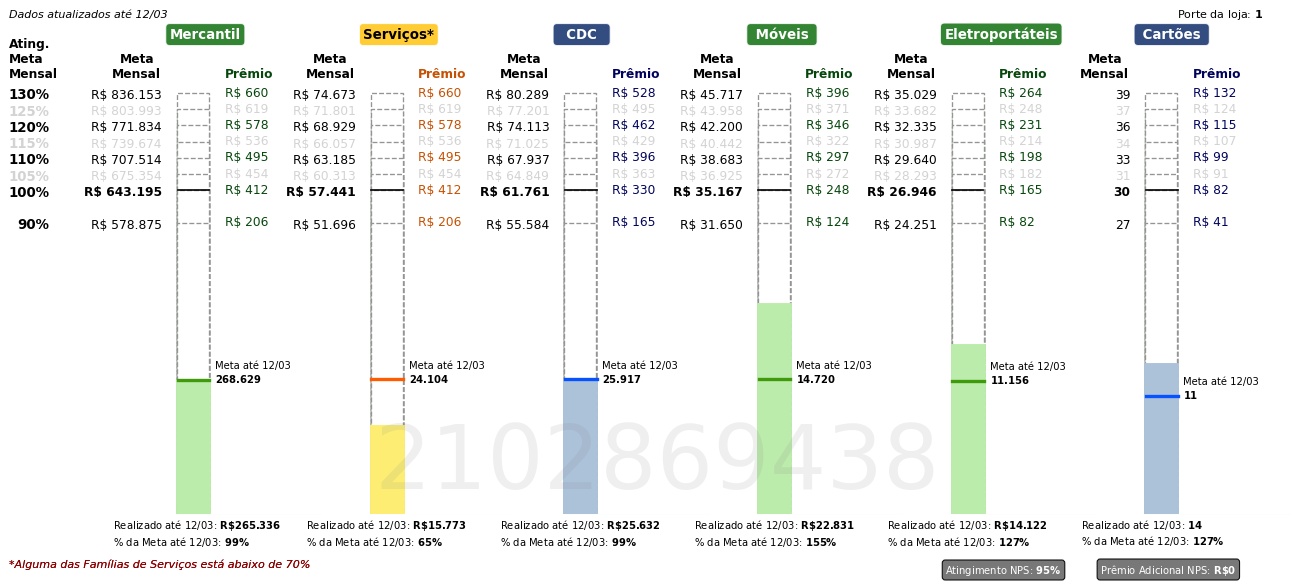 Dados atualizados até 12/03 Porte da loja: 1
Mercantil Serviços* CDC Móveis Eletroportáteis Cartões
Ating.
Meta Meta Meta Meta Meta Meta Meta
Mensal Mensal Prêmio Mensal Prêmio Mensal Prêmio Mensal Prêmio Mensal Prêmio Mensal Prêmio
130% R$ 836.153 R$ 660 R$ 74.673 R$ 660 R$ 80.289 R$ 528 R$ 45.717 R$ 396 R$ 35.029 R$ 264 39 R$ 132
125% R$ 803.993 R$ 619 R$ 71.801 R$ 619 R$ 77.201 R$ 495 R$ 43.958 R$ 371 R$ 33.682 R$ 248 37 R$ 124
120% R$ 771.834 R$ 578 R$ 68.929 R$ 578 R$ 74.113 R$ 462 R$ 42.200 R$ 346 R$ 32.335 R$ 231 36 R$ 115
115% R$ 739.674 R$ 536 R$ 66.057 R$ 536 R$ 71.025 R$ 429 R$ 40.442 R$ 322 R$ 30.987 R$ 214 34 R$ 107
110% R$ 707.514 R$ 495 R$ 63.185 R$ 495 R$ 67.937 R$ 396 R$ 38.683 R$ 297 R$ 29.640 R$ 198 33 R$ 99
105% R$ 675.354 R$ 454 R$ 60.313 R$ 454 R$ 64.849 R$ 363 R$ 36.925 R$ 272 R$ 28.293 R$ 182 31 R$ 91
100% R$ 643.195 R$ 412 R$ 57.441 R$ 412 R$ 61.761 R$ 330 R$ 35.167 R$ 248 R$ 26.946 R$ 165 30 R$ 82
90% R$ 578.875 R$ 206 R$ 51.696 R$ 206 R$ 55.584 R$ 165 R$ 31.650 R$ 124 R$ 24.251 R$ 82 27 R$ 41
Meta até 12/03 Meta até 12/03 Meta até 12/03 Meta até 12/03 Meta até 12/03 Meta até 12/03
268.629 24.104 25.917 14.720 11.156 11
2102869438
Realizado até 12/03: R$265.336 Realizado até 12/03: R$15.773 Realizado até 12/03: R$25.632 Realizado até 12/03: R$22.831 Realizado até 12/03: R$14.122 Realizado até 12/03: 14
% da Meta até 12/03: 99% % da Meta até 12/03: 65% % da Meta até 12/03: 99% % da Meta até 12/03: 155% % da Meta até 12/03: 127% % da Meta até 12/03: 127%
*Alguma das Famílias de Serviços está abaixo de 70% Atingimento NPS: 95% Prêmio Adicional NPS: R$0